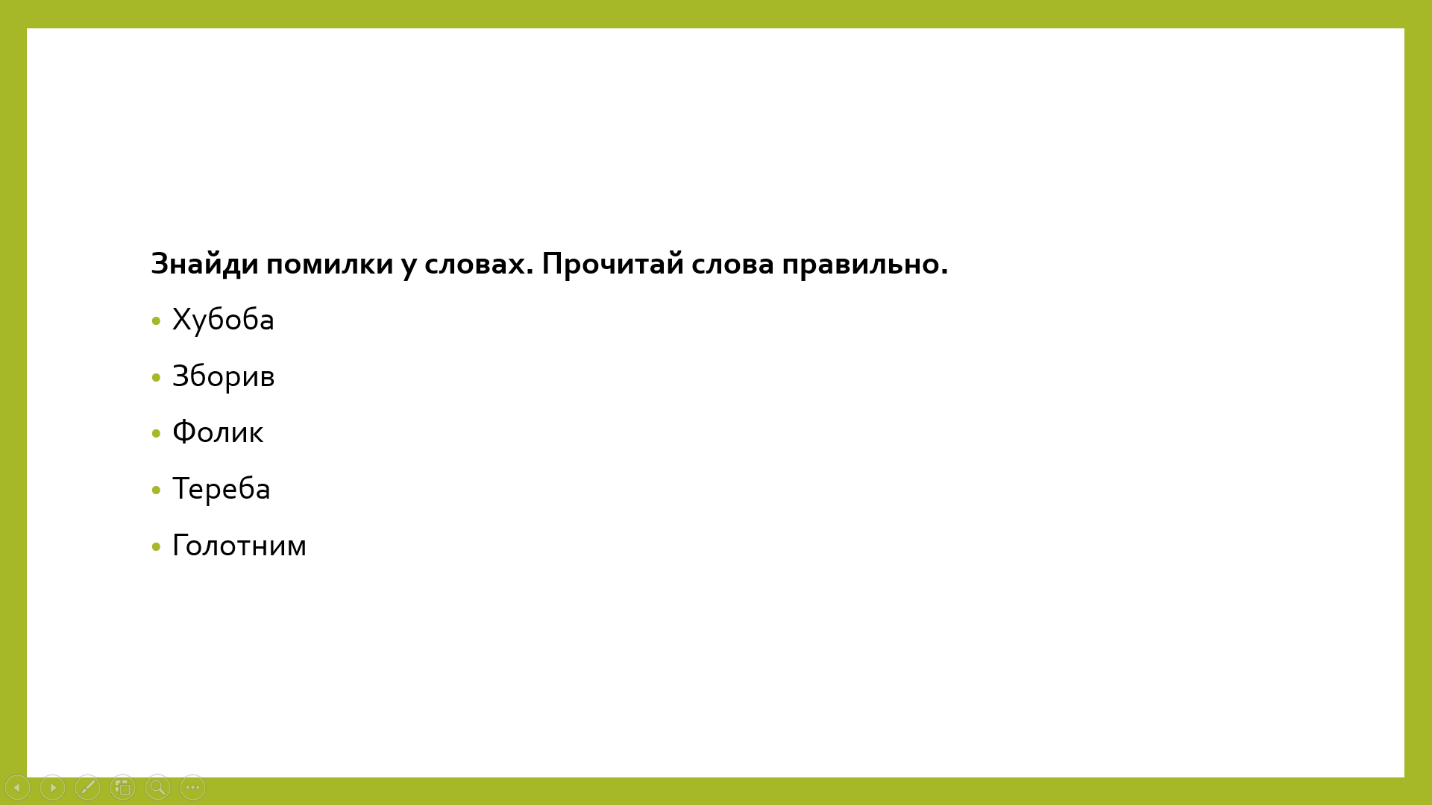 Знайди помилки у словах. Прочитай слова правильно.
Хубоба
Зборив
Фолик
Тереба
Голотним